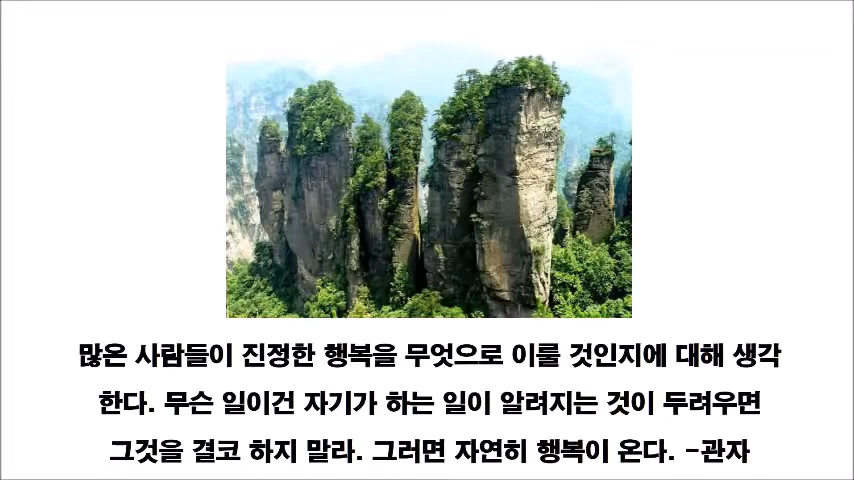 많은 사람들이 진정한 행복을 무엇으로 이룰 것인지에 대해 생각
한다. 무슨 일이건 자기가 하는 일이 알려지는 것이 두려우면
그것을 결코 하지 말라. 그러면 자연히 행복이 온다. -관자